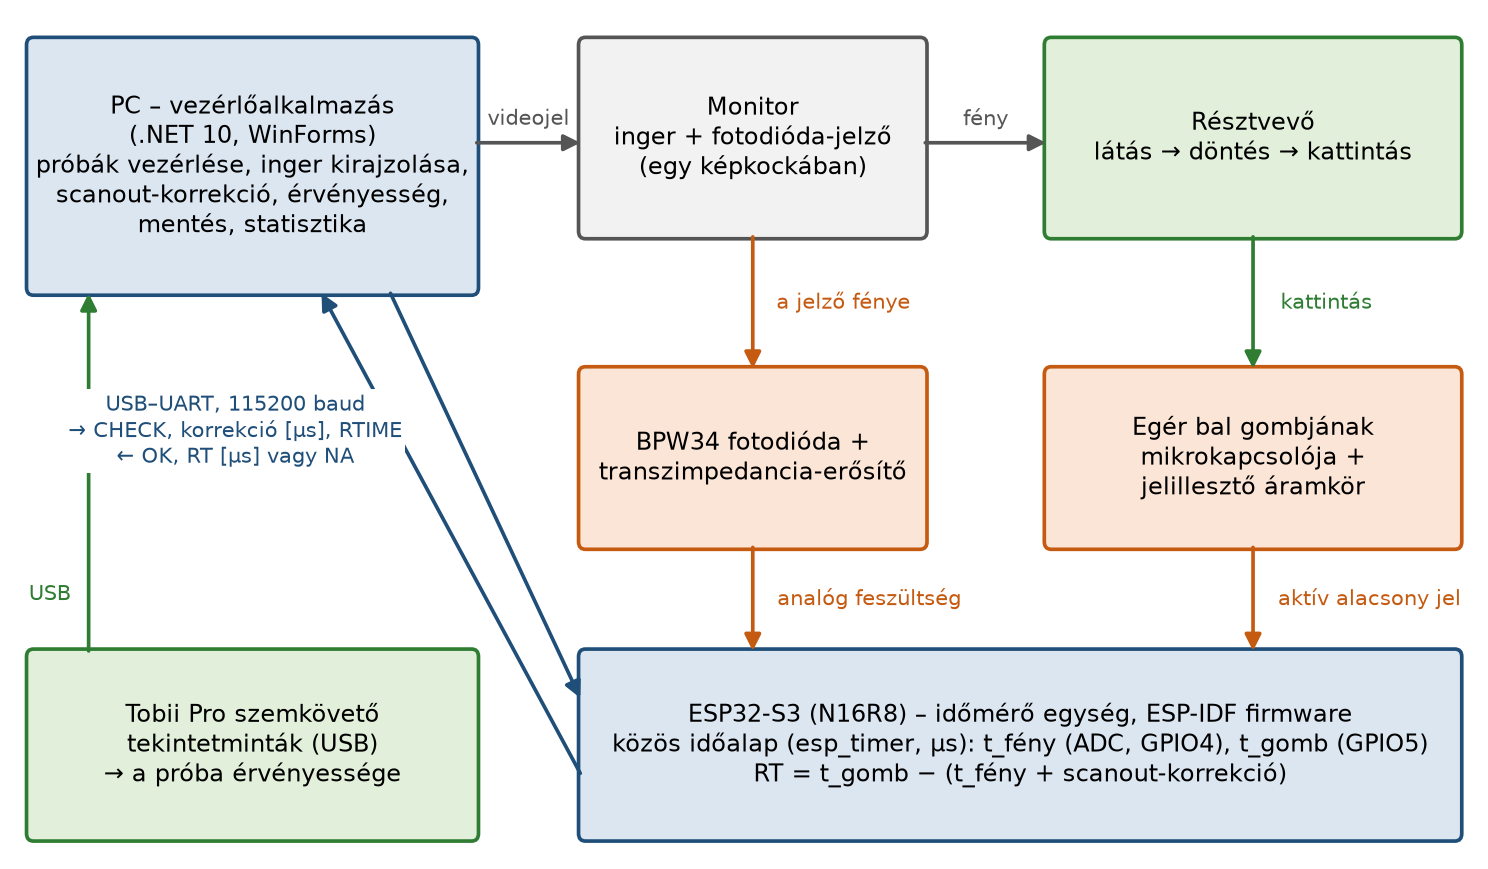 PC – vezérlőalkalmazás
(.NET 10, WinForms)
próbák vezérlése, inger kirajzolása,
scanout-korrekció, érvényesség,
mentés, statisztika
videojel
Monitor
inger + fotodióda-jelző
(egy képkockában)
fény
Résztvevő
látás → döntés → kattintás
a jelző fénye
kattintás
USB–UART, 115200 baud
→ CHECK, korrekció [µs], RTIME
← OK, RT [µs] vagy NA
BPW34 fotodióda +
transzimpedancia-erősítő
Egér bal gombjának
mikrokapcsolója +
jelillesztő áramkör
USB
analóg feszültség
aktív alacsony jel
Tobii Pro szemkövető
tekintetminták (USB)
→ a próba érvényessége
ESP32-S3 (N16R8) – időmérő egység, ESP-IDF firmware
közös időalap (esp_timer, µs): t_fény (ADC, GPIO4), t_gomb (GPIO5)
RT = t_gomb − (t_fény + scanout-korrekció)